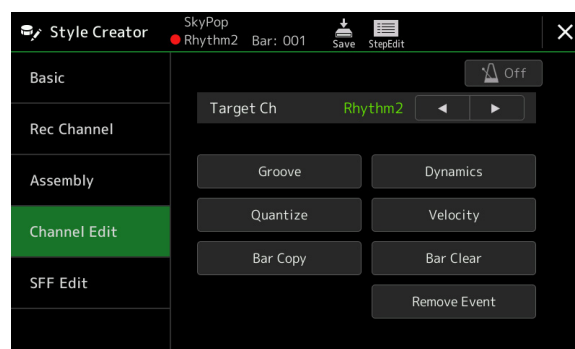 Style Creator
SkyPop
Rhythm2 Bar: 001
Save
StepEdit
Basic
Rec Channel
Assembly
Channel Edit
SFF Edit
Off
Target Ch Rhythm2
Groove Dynamics
Quantize Velocity
Bar Copy Bar Clear
Remove Event